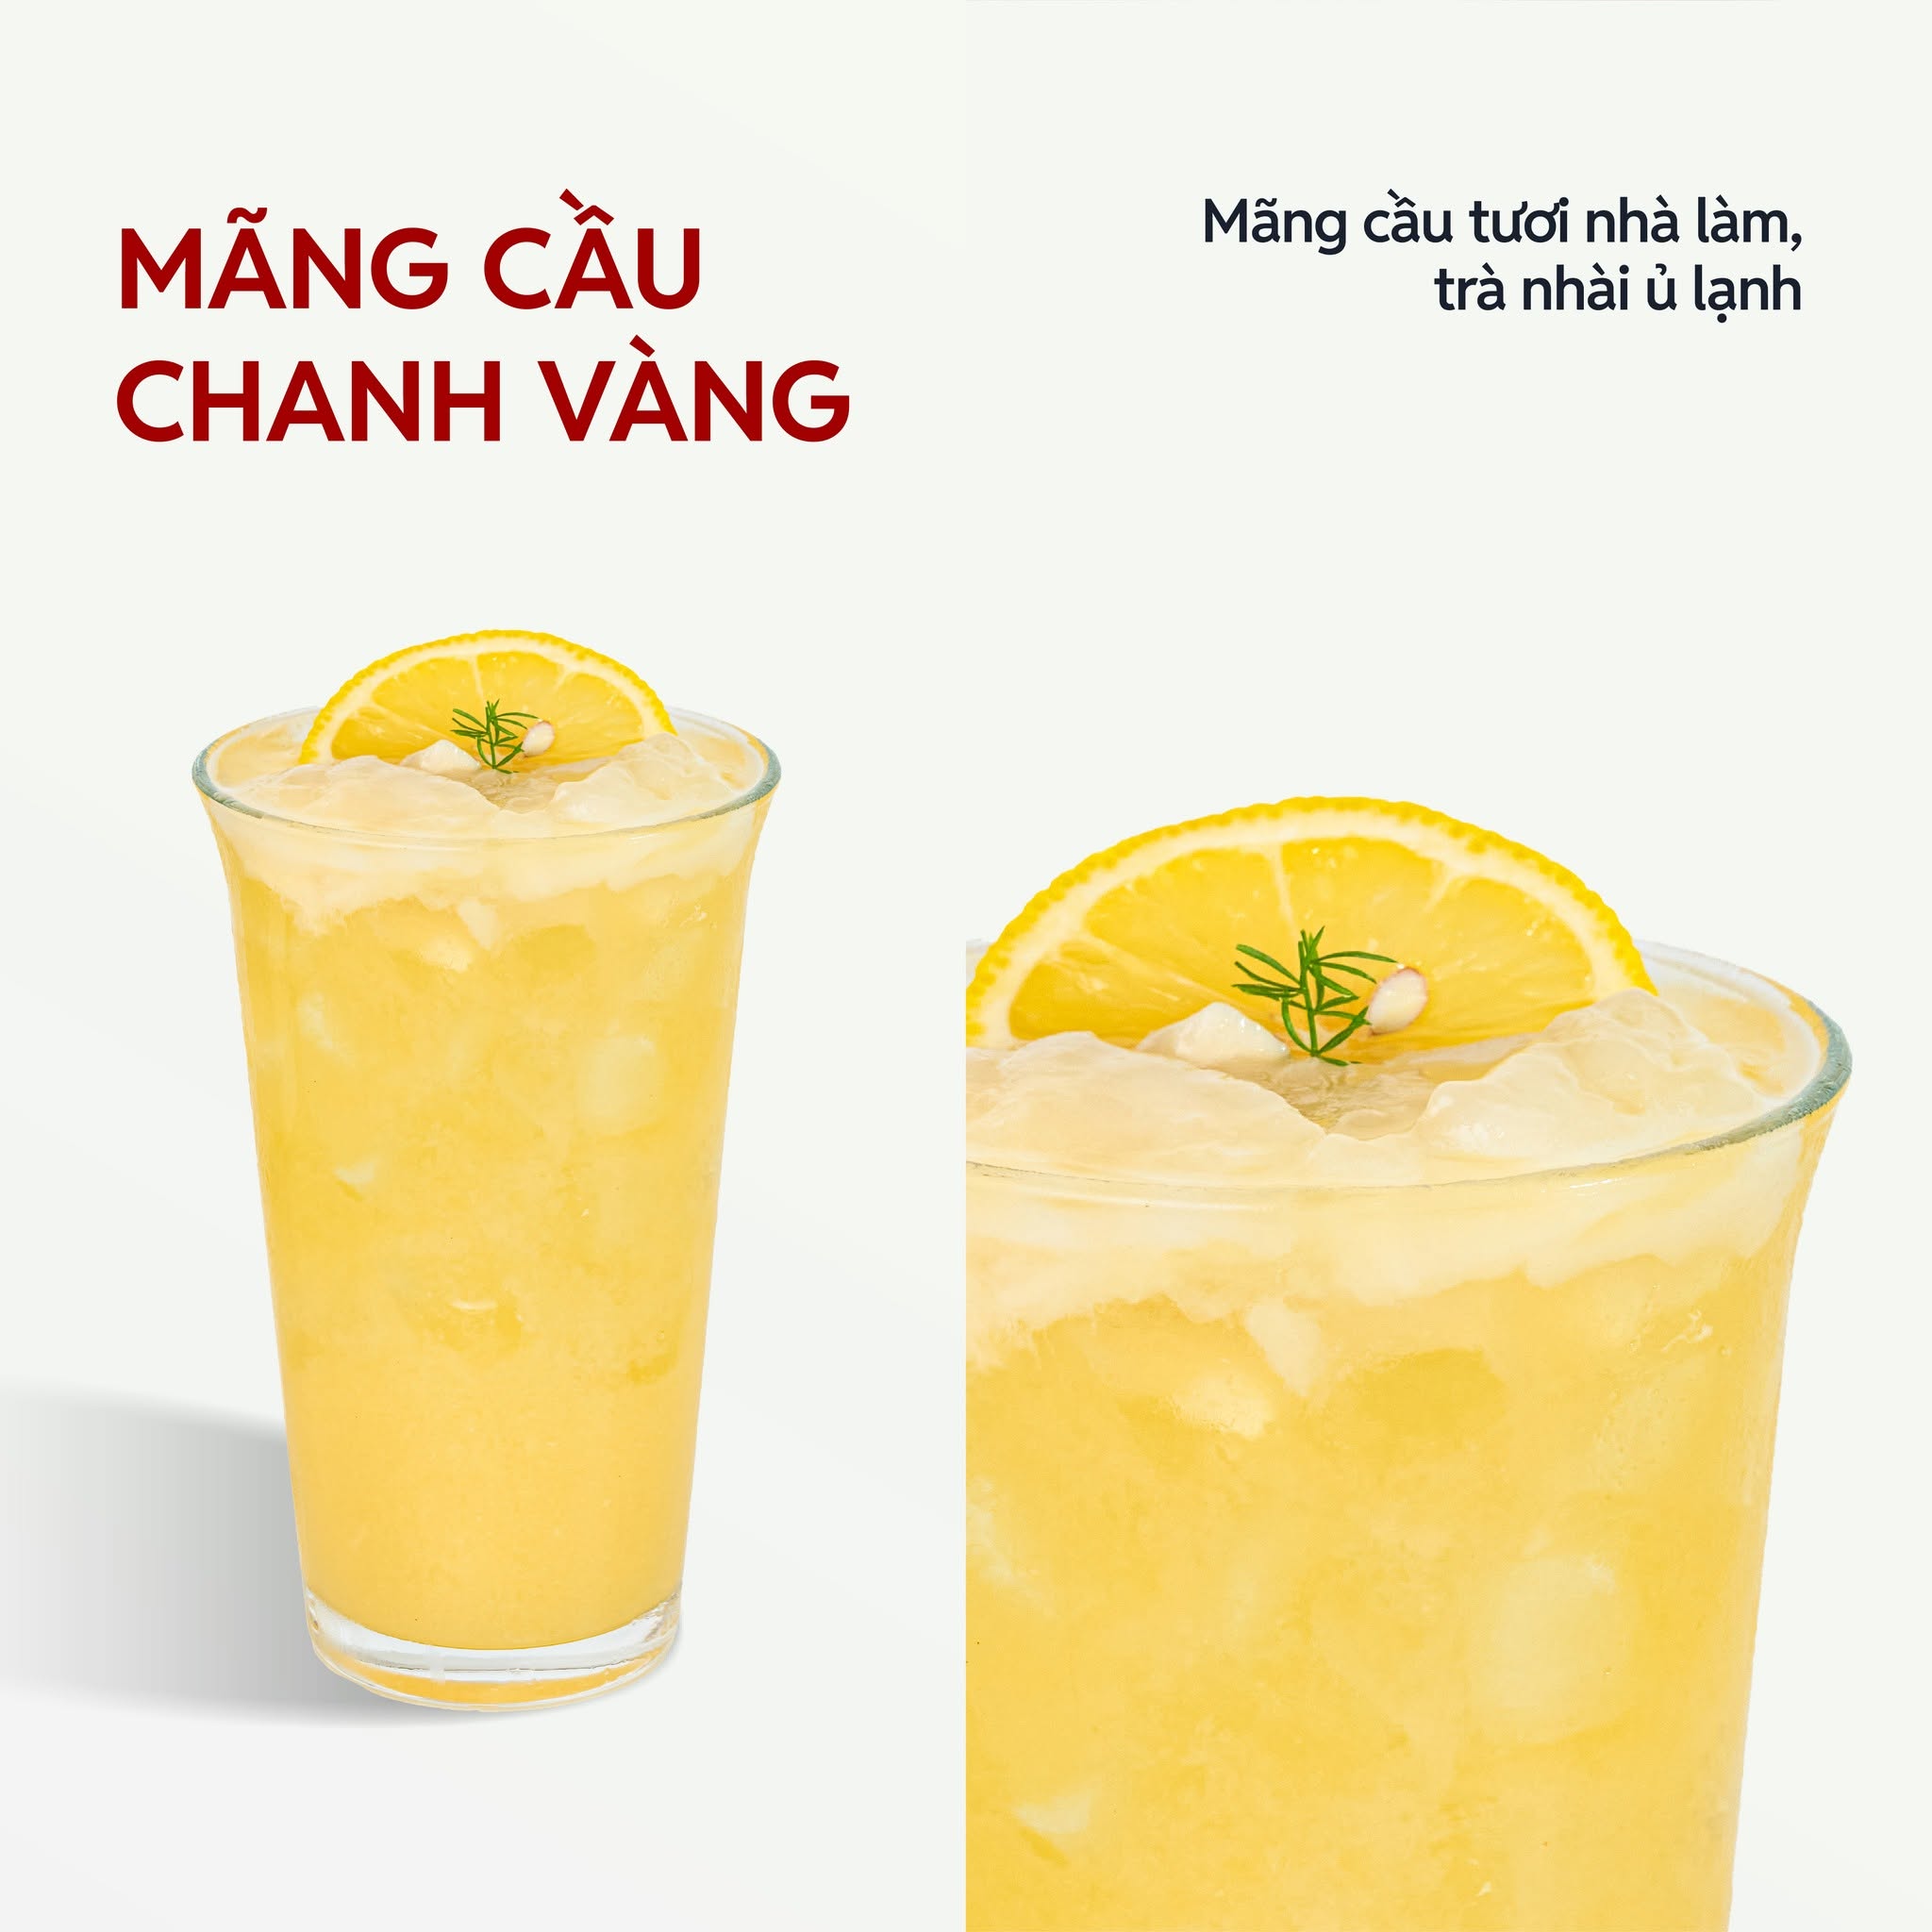 MÃNG CẦU
CHANH VÀNG
Mãng cầu tươi nhà làm,
trà nhài ủ lạnh